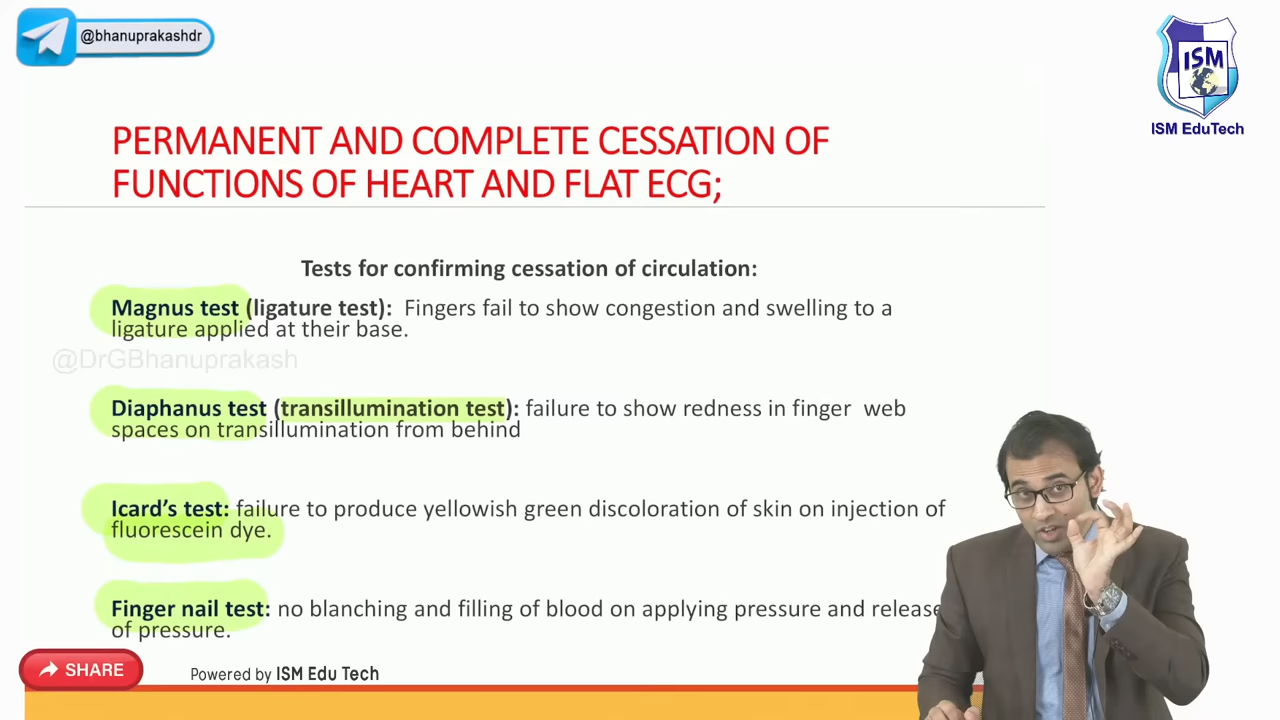 @bhanuprakashdr
ISM
ISM EduTech
PERMANENT AND COMPLETE CESSATION OF
FUNCTIONS OF HEART AND FLAT ECG;
Tests for confirming cessation of circulation:
Magnus test (ligature test): Fingers fail to show congestion and swelling to a
ligature applied at their base.
@DrGBhanuprakash
Diaphanus test (transillumination test): failure to show redness in finger web
spaces on transillumination from behind
Icard's test: failure to produce yellowish green discoloration of skin on injection of
fluorescein dye.
Finger nail test: no blanching and filling of blood on applying pressure and release
of pressure.
SHARE
Powered by ISM Edu Tech